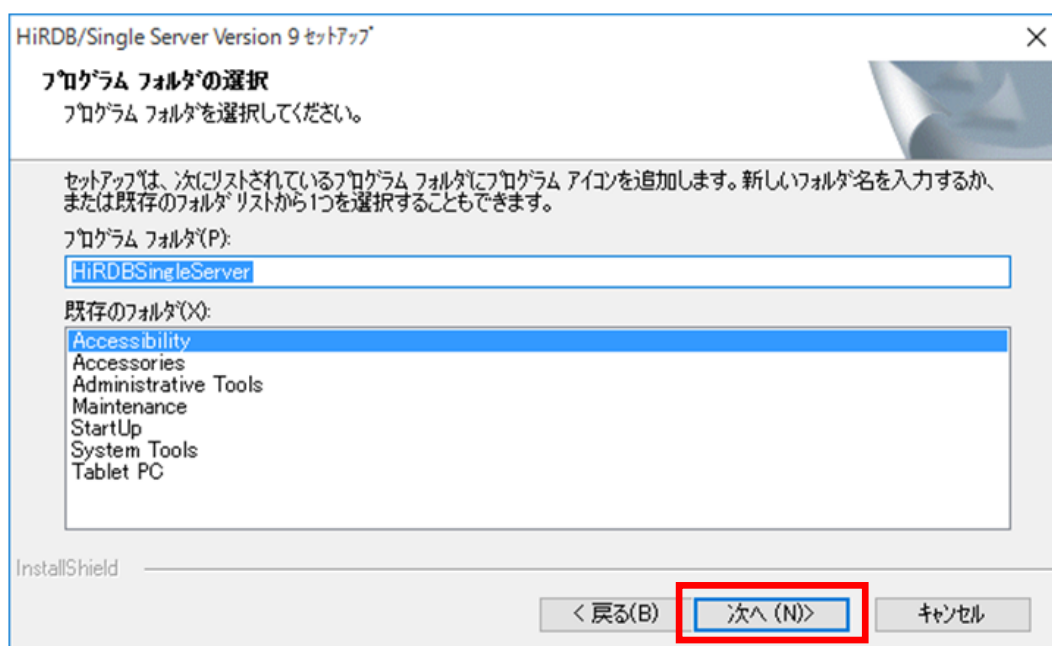 HiRDB/Single Server Version 9 ｾｯﾄｱｯﾌﾟ
ﾌﾟﾛｸﾞﾗﾑ ﾌｫﾙﾀﾞの選択
ﾌﾟﾛｸﾞﾗﾑ ﾌｫﾙﾀﾞを選択してください。
ｾｯﾄｱｯﾌﾟは、次にﾘｽﾄされているﾌﾟﾛｸﾞﾗﾑ ﾌｫﾙﾀﾞにﾌﾟﾛｸﾞﾗﾑ ｱｲｺﾝを追加します。新しいﾌｫﾙﾀﾞ名を入力するか、
または既存のﾌｫﾙﾀﾞ ﾘｽﾄから1つを選択することもできます。
ﾌﾟﾛｸﾞﾗﾑ ﾌｫﾙﾀﾞ(P):
HiRDBSingleServer
既存のﾌｫﾙﾀﾞ(X):
Accessibility
Accessories
Administrative Tools
Maintenance
StartUp
System Tools
Tablet PC
InstallShield
< 戻る(B)
次へ (N)>
ｷｬﾝｾﾙ